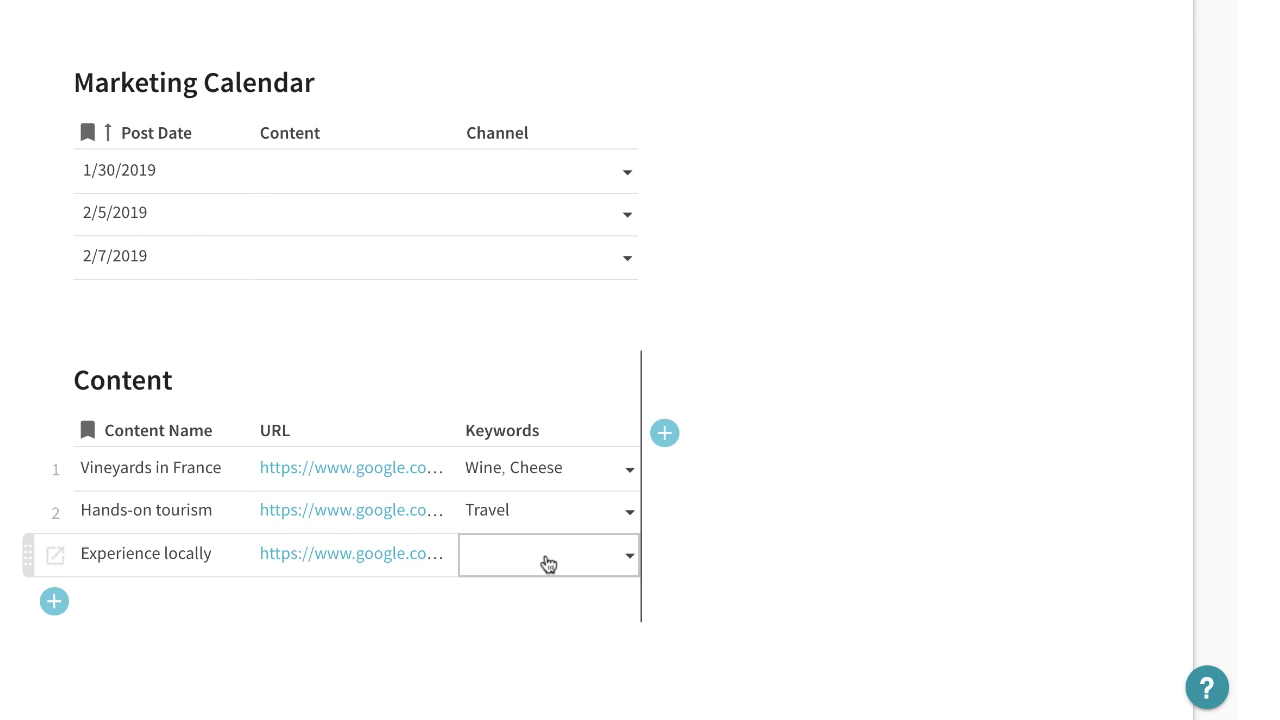 Marketing Calendar
Post Date Content Channel
1/30/2019
2/5/2019
2/7/2019
Content
Content Name URL Keywords
1 Vineyards in France https://www.google.co... Wine, Cheese
2 Hands-on tourism https://www.google.co... Travel
Experience locally https://www.google.co...
?